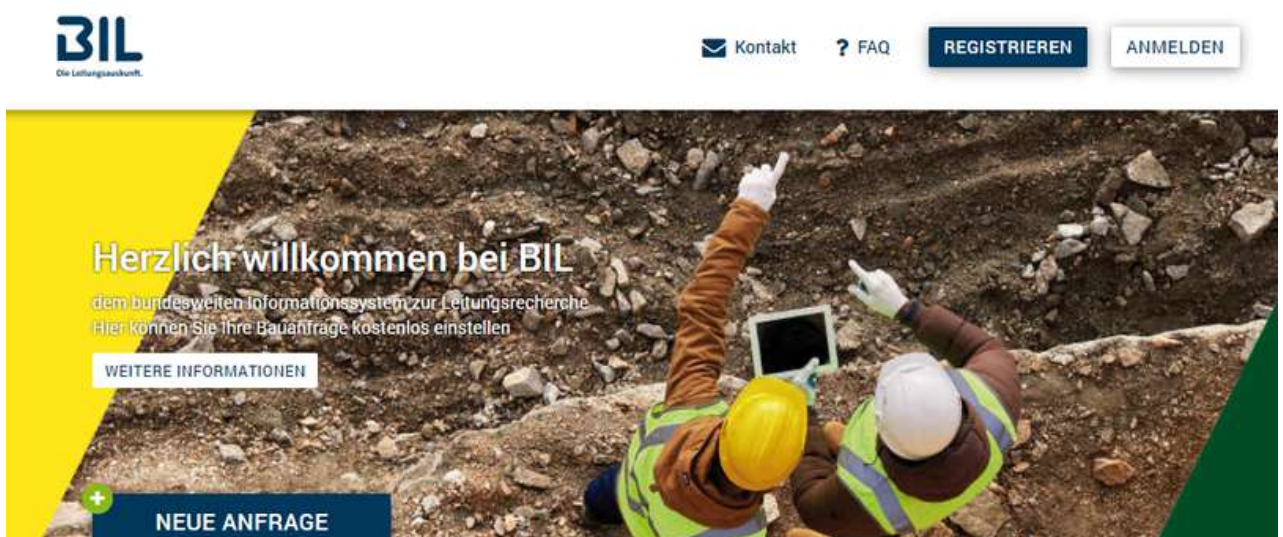 BIL
Die Leitungsauskunft.
Kontakt
? FAQ
REGISTRIEREN
ANMELDEN
Herzlich willkommen bei BIL
dem bundesweiten Informationssystem zur Leitungsrecherche
Hier können Sie Ihre Bauanfrage kostenlos einstellen
WEITERE INFORMATIONEN
+
NEUE ANFRAGE